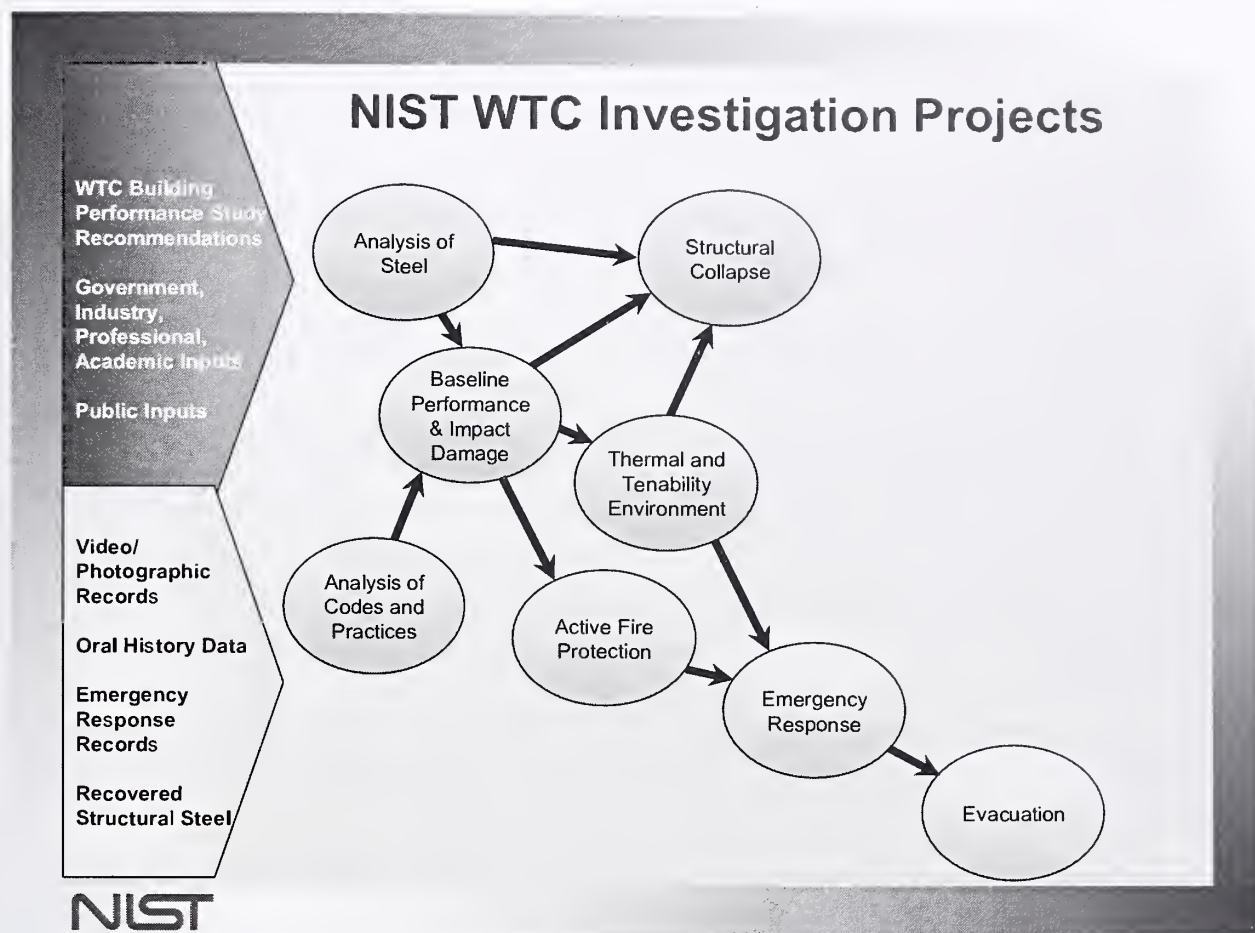 NIST WTC Investigation Projects
WTC Building
Performance Study
Recommendations
Government,
Industry,
Professional,
Academic Inputs
Public Inputs
Video/
Photographic
Records
Oral History Data
Emergency
Response
Records
Recovered
Structural Steel
Analysis of
Steel
Structural
Collapse
Baseline
Performance
& Impact
Damage
Thermal and
Tenability
Environment
Analysis of
Codes and
Practices
Active Fire
Protection
Emergency
Response
Evacuation
NIST